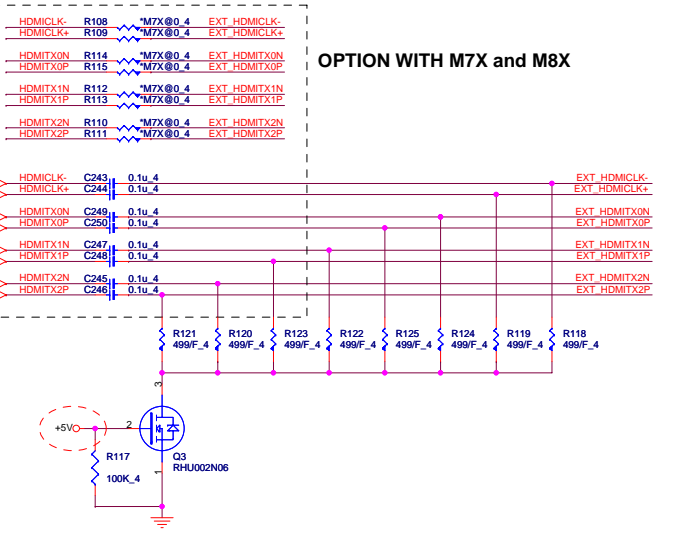 HDMICLK- R108 *M7X@0_4 EXT_HDMICLK-
HDMICLK+ R109 *M7X@0_4 EXT_HDMICLK+
HDMITX0N R114 *M7X@0_4 EXT_HDMITX0N
HDMITX0P R115 *M7X@0_4 EXT_HDMITX0P
OPTION WITH M7X and M8X
HDMITX1N R112 *M7X@0_4 EXT_HDMITX1N
HDMITX1P R113 *M7X@0_4 EXT_HDMITX1P
HDMITX2N R110 *M7X@0_4 EXT_HDMITX2N
HDMITX2P R111 *M7X@0_4 EXT_HDMITX2P
HDMICLK- C243 0.1u_4 EXT_HDMICLK-
HDMICLK+ C244 0.1u_4 EXT_HDMICLK+
HDMITX0N C249 0.1u_4 EXT_HDMITX0N
HDMITX0P C250 0.1u_4 EXT_HDMITX0P
HDMITX1N C247 0.1u_4 EXT_HDMITX1N
HDMITX1P C248 0.1u_4 EXT_HDMITX1P
HDMITX2N C245 0.1u_4 EXT_HDMITX2N
HDMITX2P C246 0.1u_4 EXT_HDMITX2P
R121 R120 R123 R122 R125 R124 R119 R118
499/F_4 499/F_4 499/F_4 499/F_4 499/F_4 499/F_4 499/F_4 499/F_4
3
+5V 2
R117 Q3
RHU002N06
1
100K_4